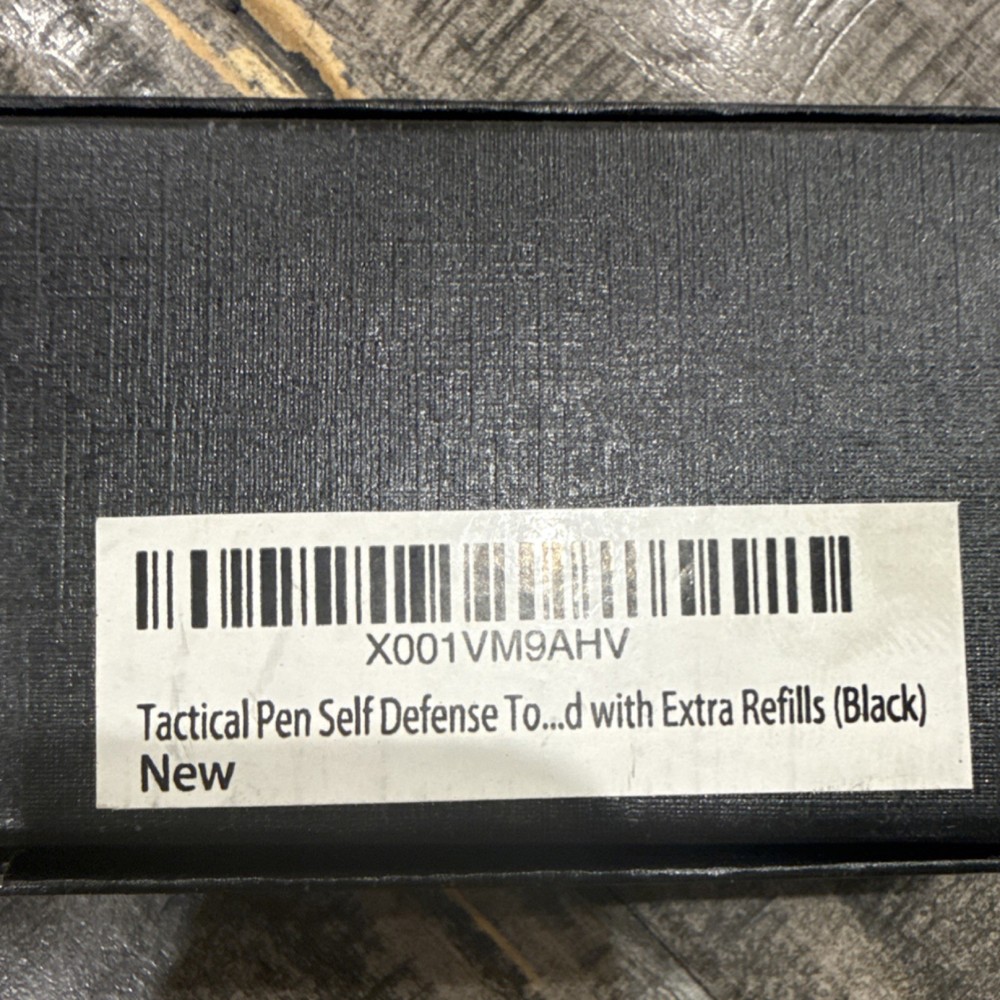 X001VM9AHV
Tactical Pen Self Defense To...d with Extra Refills (Black)
New